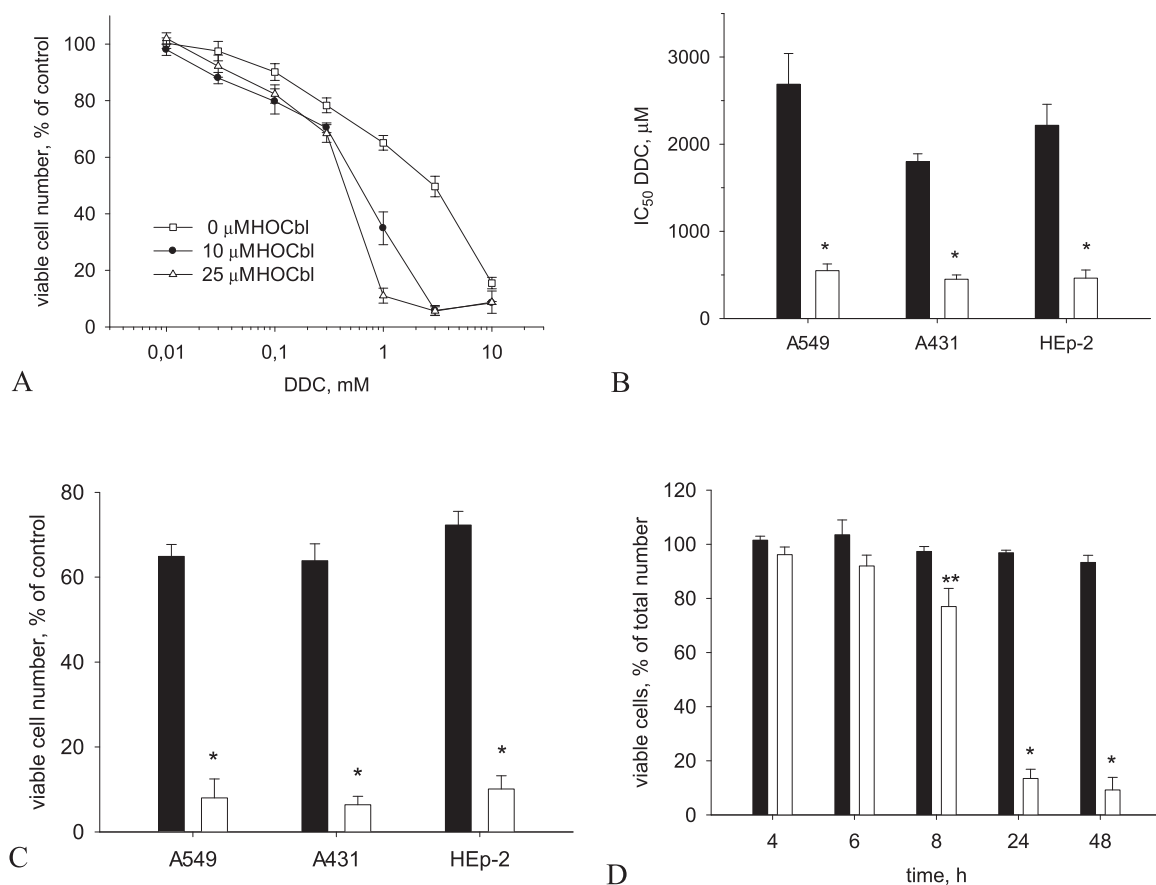 100
80
60
40
20
0
viable cell number, % of control
0 μMHOCbl
10 μMHOCbl
25 μMHOCbl
0,01 0,1 1 10
DDC, mM
A
3000
2000
1000
0
IC50 DDC, μM
* * *
A549 A431 HEp-2
B
80
60
40
20
0
viable cell number, % of control
* * *
A549 A431 HEp-2
C
120
100
80
60
40
20
0
viable cells, % of total number
**
* *
4 6 8 24 48
time, h
D